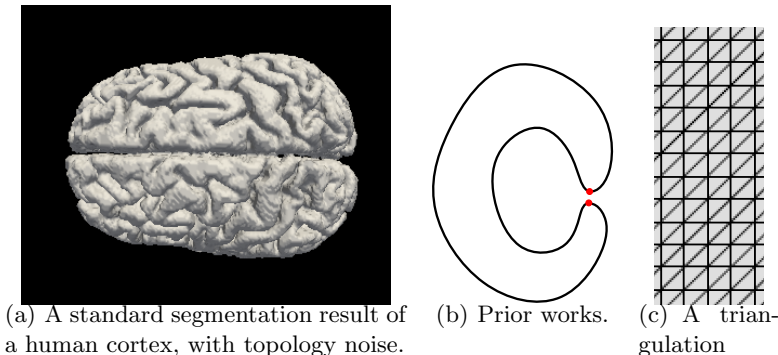 (a) A standard segmentation result of
a human cortex, with topology noise.
(b) Prior works.
(c) A trian-
gulation